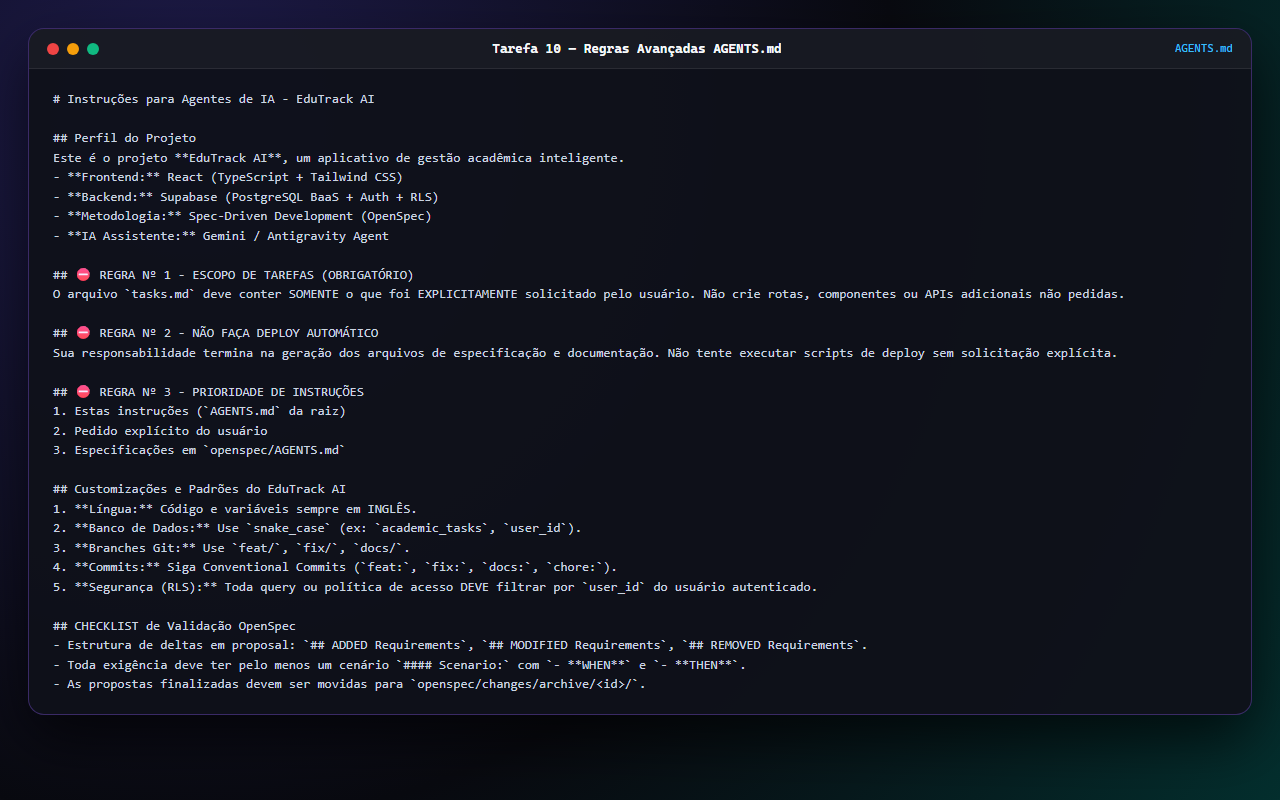 Tarefa 10 — Regras Avançadas AGENTS.md
AGENTS.md
# Instruções para Agentes de IA - EduTrack AI
## Perfil do Projeto
Este é o projeto **EduTrack AI**, um aplicativo de gestão acadêmica inteligente.
- **Frontend:** React (TypeScript + Tailwind CSS)
- **Backend:** Supabase (PostgreSQL BaaS + Auth + RLS)
- **Metodologia:** Spec-Driven Development (OpenSpec)
- **IA Assistente:** Gemini / Antigravity Agent
## ⛔ REGRA Nº 1 - ESCOPO DE TAREFAS (OBRIGATÓRIO)
O arquivo `tasks.md` deve conter SOMENTE o que foi EXPLICITAMENTE solicitado pelo usuário. Não crie rotas, componentes ou APIs adicionais não pedidas.
## ⛔ REGRA Nº 2 - NÃO FAÇA DEPLOY AUTOMÁTICO
Sua responsabilidade termina na geração dos arquivos de especificação e documentação. Não tente executar scripts de deploy sem solicitação explícita.
## ⛔ REGRA Nº 3 - PRIORIDADE DE INSTRUÇÕES
1. Estas instruções (`AGENTS.md` da raiz)
2. Pedido explícito do usuário
3. Especificações em `openspec/AGENTS.md`
## Customizações e Padrões do EduTrack AI
1. **Língua:** Código e variáveis sempre em INGLÊS.
2. **Banco de Dados:** Use `snake_case` (ex: `academic_tasks`, `user_id`).
3. **Branches Git:** Use `feat/`, `fix/`, `docs/`.
4. **Commits:** Siga Conventional Commits (`feat:`, `fix:`, `docs:`, `chore:`).
5. **Segurança (RLS):** Toda query ou política de acesso DEVE filtrar por `user_id` do usuário autenticado.
## CHECKLIST de Validação OpenSpec
- Estrutura de deltas em proposal: `## ADDED Requirements`, `## MODIFIED Requirements`, `## REMOVED Requirements`.
- Toda exigência deve ter pelo menos um cenário `#### Scenario:` com `- **WHEN**` e `- **THEN**`.
- As propostas finalizadas devem ser movidas para `openspec/changes/archive/<id>/`.